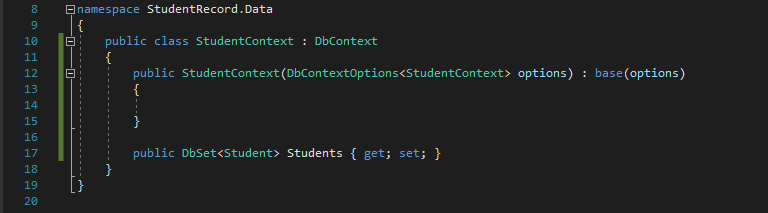 8 namespace StudentRecord.Data
9 {
10 public class StudentContext : DbContext
11 {
12 public StudentContext(DbContextOptions<StudentContext> options) : base(options)
13 {
14
15 }
16
17 public DbSet<Student> Students { get; set; }
18 }
19 }
20